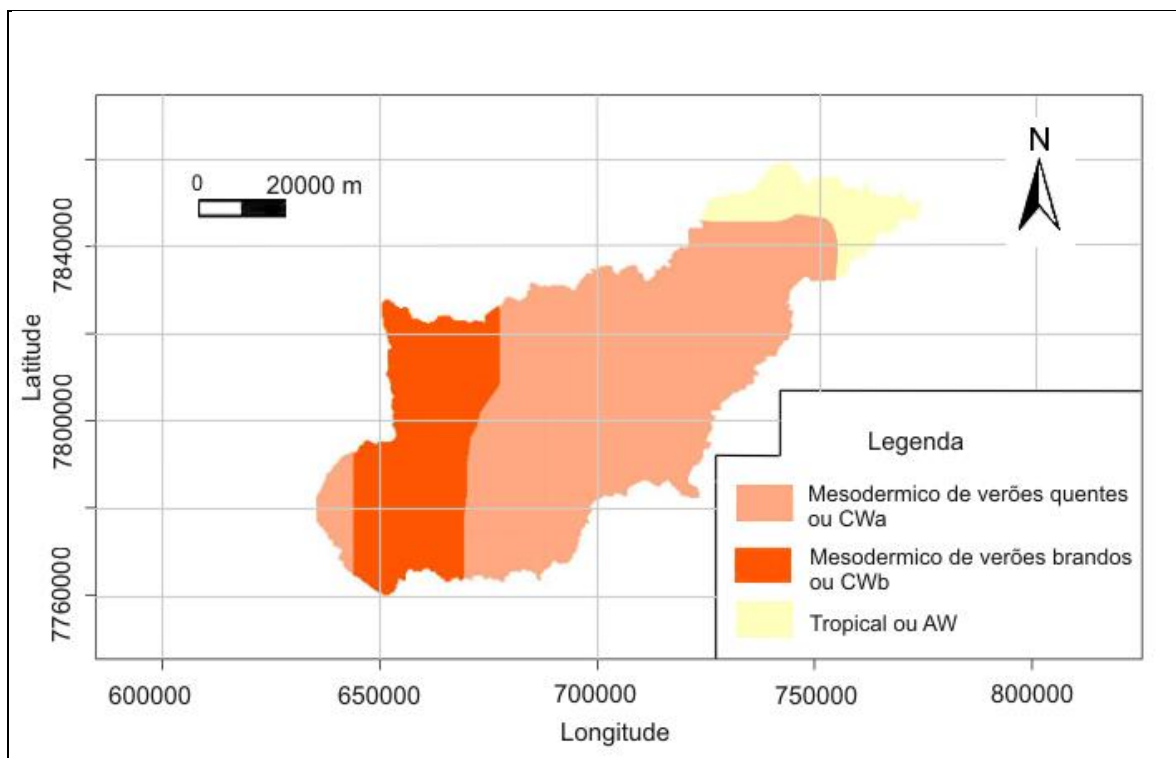 N
0 20000 m
7840000
7800000
7760000
Latitude
Legenda
Mesodermico de verões quentes
ou CWa
Mesodermico de verões brandos
ou CWb
Tropical ou AW
600000 650000 700000 750000 800000
Longitude